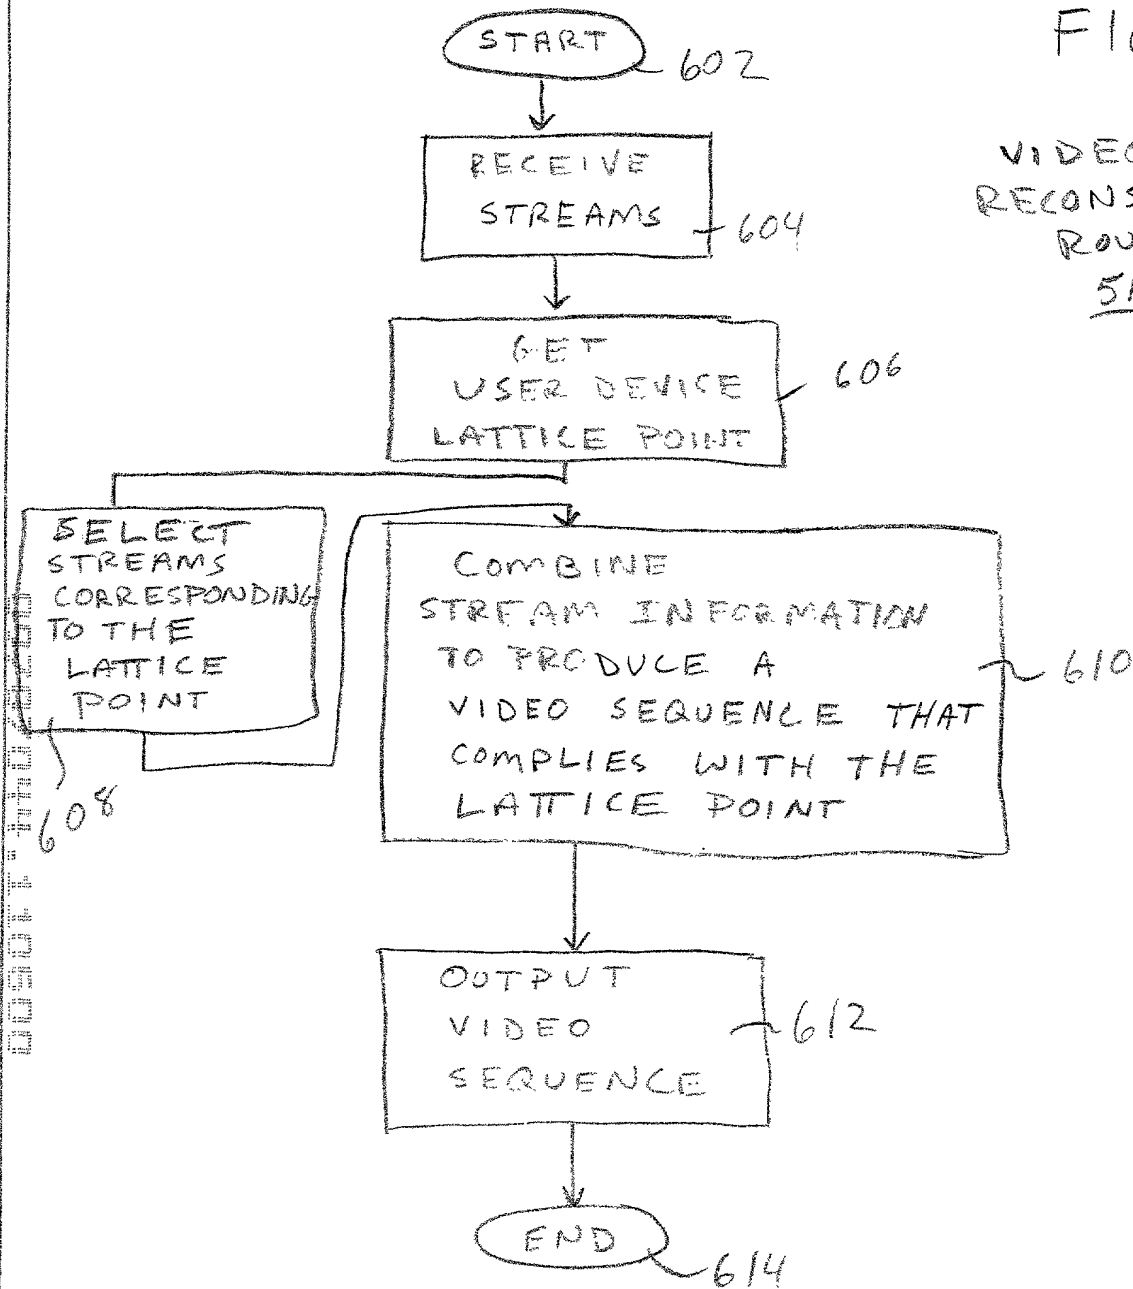 START
602
RECEIVE
STREAMS
604
GET
USER DEVICE
LATTICE POINT
606
SELECT
STREAMS
CORRESPONDING
TO THE
LATTICE
POINT
608
COMBINE
STREAM INFORMATION
TO PRODUCE A
VIDEO SEQUENCE THAT
COMPLIES WITH THE
LATTICE POINT
610
OUTPUT
VIDEO
SEQUENCE
612
END
614